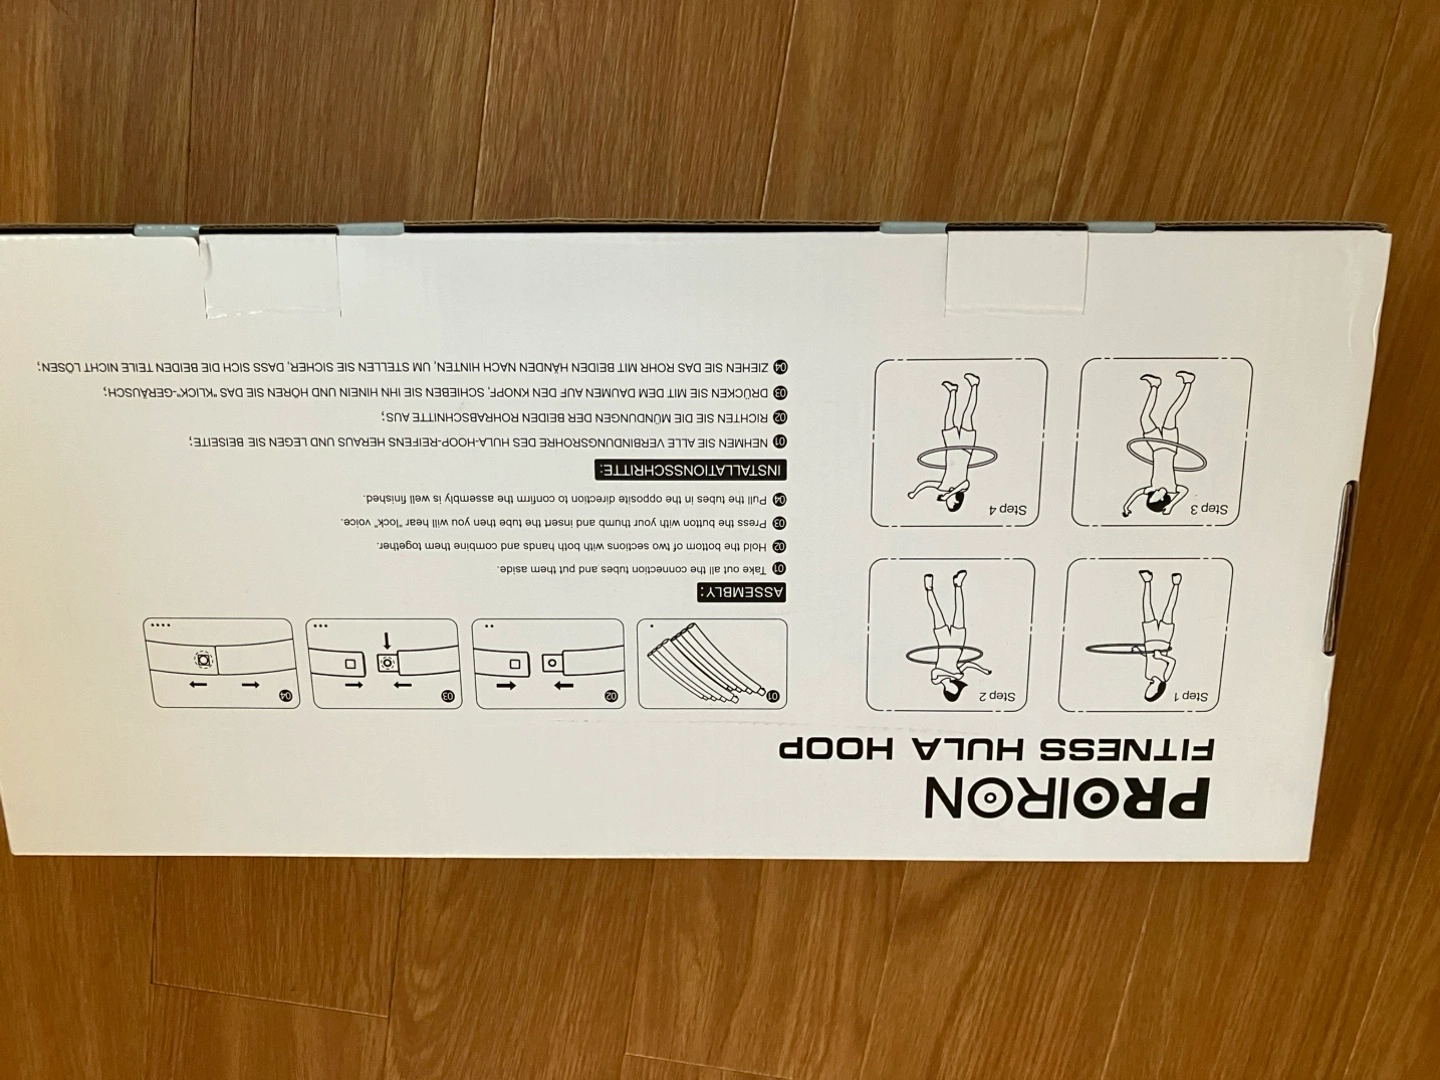 PROIRON
FITNESS HULA HOOP
Step 1
Step 2
Step 3
Step 4
01
02
03
04
ASSEMBLY:
01 Take out all the connection tubes and put them aside.
02 Hold the bottom of two sections with both hands and combine them together.
03 Press the button with your thumb and insert the tube then you will hear "lock" voice.
04 Pull the tubes in the opposite direction to confirm the assembly is well finished.
INSTALLATIONSSCHRITTE:
01 NEHMEN SIE ALLE VERBINDUNGSROHRE DES HULA-HOOP-REIFENS HERAUS UND LEGEN SIE BEISEITE;
02 RICHTEN SIE DIE MÜNDUNGEN DER BEIDEN ROHRABSCHNITTE AUS;
03 DRÜCKEN SIE MIT DEM DAUMEN AUF DEN KNOPF, SCHIEBEN SIE IHN HINEIN UND HÖREN SIE DAS "KLICK"-GERÄUSCH;
04 ZIEHEN SIE DAS ROHR MIT BEIDEN HÄNDEN NACH HINTEN, UM STELLEN SIE SICHER, DASS SICH DIE BEIDEN TEILE NICHT LÖSEN;